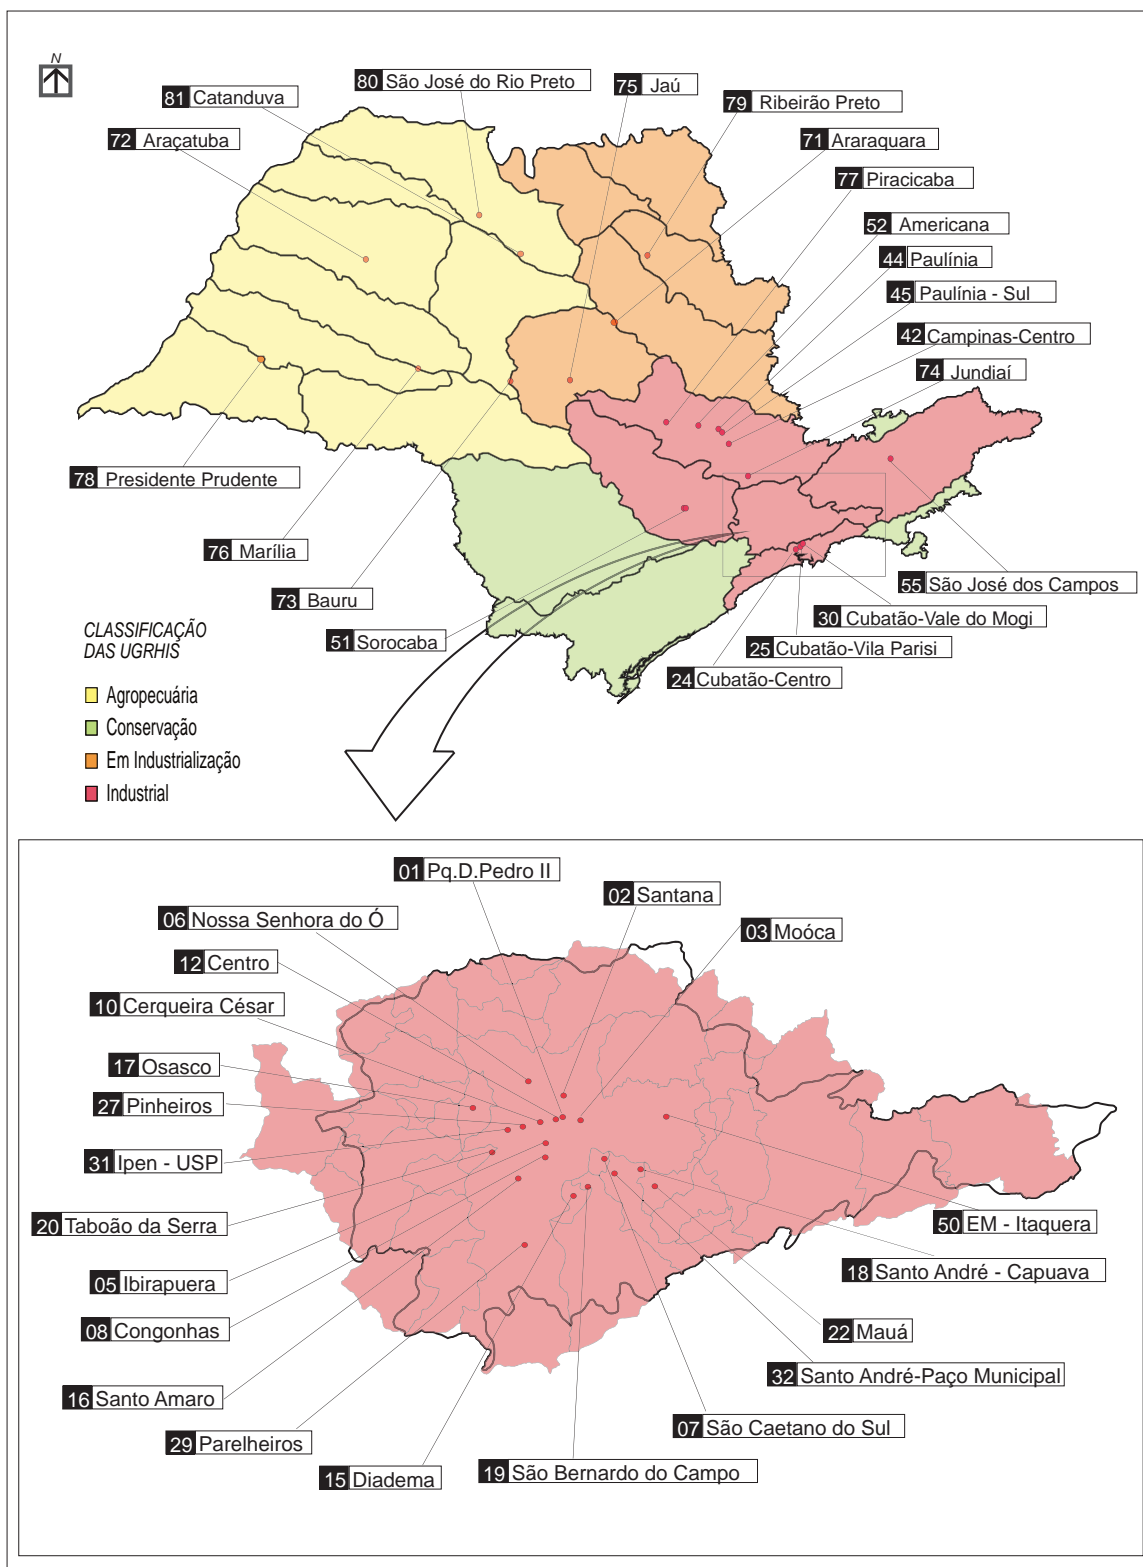 N
80 São José do Rio Preto
75 Jaú
81 Catanduva
79 Ribeirão Preto
72 Araçatuba
71 Araraquara
77 Piracicaba
52 Americana
44 Paulínia
45 Paulínia - Sul
42 Campinas-Centro
74 Jundiaí
78 Presidente Prudente
76 Marília
73 Bauru
55 São José dos Campos
30 Cubatão-Vale do Mogi
51 Sorocaba
25 Cubatão-Vila Parisi
24 Cubatão-Centro
CLASSIFICAÇÃO
DAS UGRHIS
Agropecuária
Conservação
Em Industrialização
Industrial
01 Pq.D.Pedro II
02 Santana
06 Nossa Senhora do Ó
03 Moóca
12 Centro
10 Cerqueira César
17 Osasco
27 Pinheiros
31 Ipen - USP
20 Taboão da Serra
50 EM - Itaquera
05 Ibirapuera
18 Santo André - Capuava
08 Congonhas
22 Mauá
32 Santo André-Paço Municipal
16 Santo Amaro
07 São Caetano do Sul
29 Parelheiros
19 São Bernardo do Campo
15 Diadema